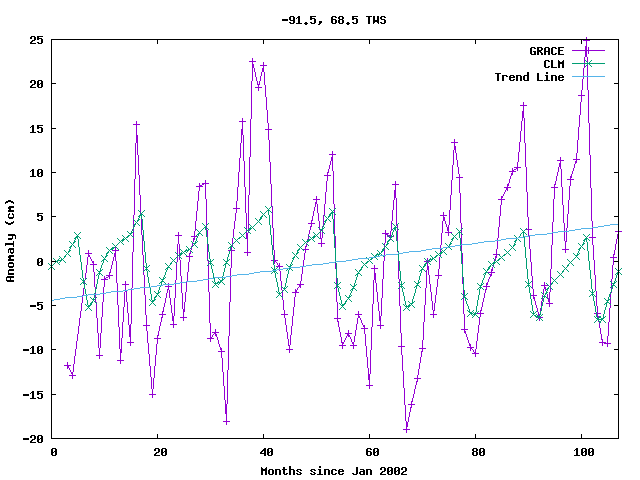 -91.5, 68.5 TWS
GRACE
CLM
Trend Line
Anomaly (cm)
25
20
15
10
5
0
-5
-10
-15
-20
0 20 40 60 80 100
Months since Jan 2002